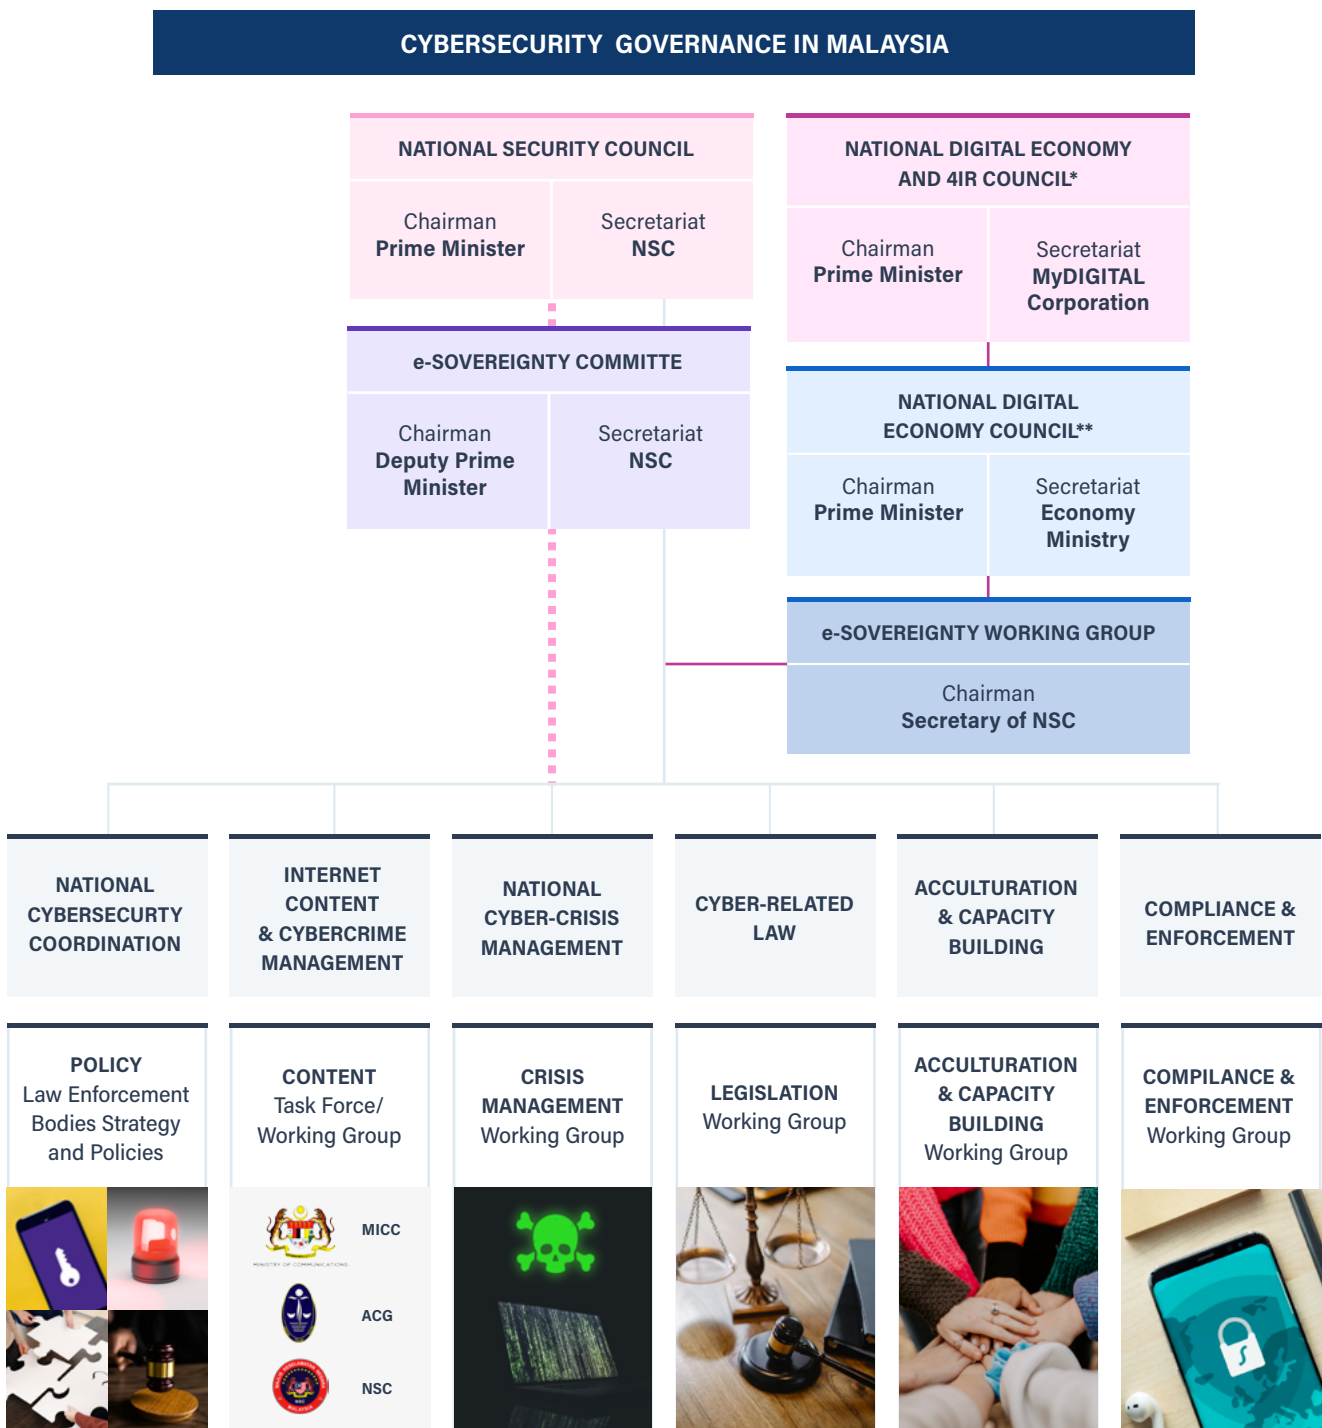 CYBERSECURITY GOVERNANCE IN MALAYSIA
NATIONAL SECURITY COUNCIL
Chairman
Prime Minister
Secretariat
NSC
NATIONAL DIGITAL ECONOMY
AND 4IR COUNCIL*
Chairman
Prime Minister
Secretariat
MyDIGITAL
Corporation
e-SOVEREIGNTY COMMITTE
Chairman
Deputy Prime
Minister
Secretariat
NSC
NATIONAL DIGITAL
ECONOMY COUNCIL**
Chairman
Prime Minister
Secretariat
Economy
Ministry
e-SOVEREIGNTY WORKING GROUP
Chairman
Secretary of NSC
NATIONAL
CYBERSECURTY
COORDINATION
INTERNET
CONTENT
& CYBERCRIME
MANAGEMENT
NATIONAL
CYBER-CRISIS
MANAGEMENT
CYBER-RELATED
LAW
ACCULTURATION
& CAPACITY
BUILDING
COMPLIANCE &
ENFORCEMENT
POLICY
Law Enforcement
Bodies Strategy
and Policies
CONTENT
Task Force/
Working Group
CRISIS
MANAGEMENT
Working Group
LEGISLATION
Working Group
ACCULTURATION
& CAPACITY
BUILDING
Working Group
COMPILANCE &
ENFORCEMENT
Working Group
MINISTRY OF COMMUNICATIONS
MICC
ACG
NSC